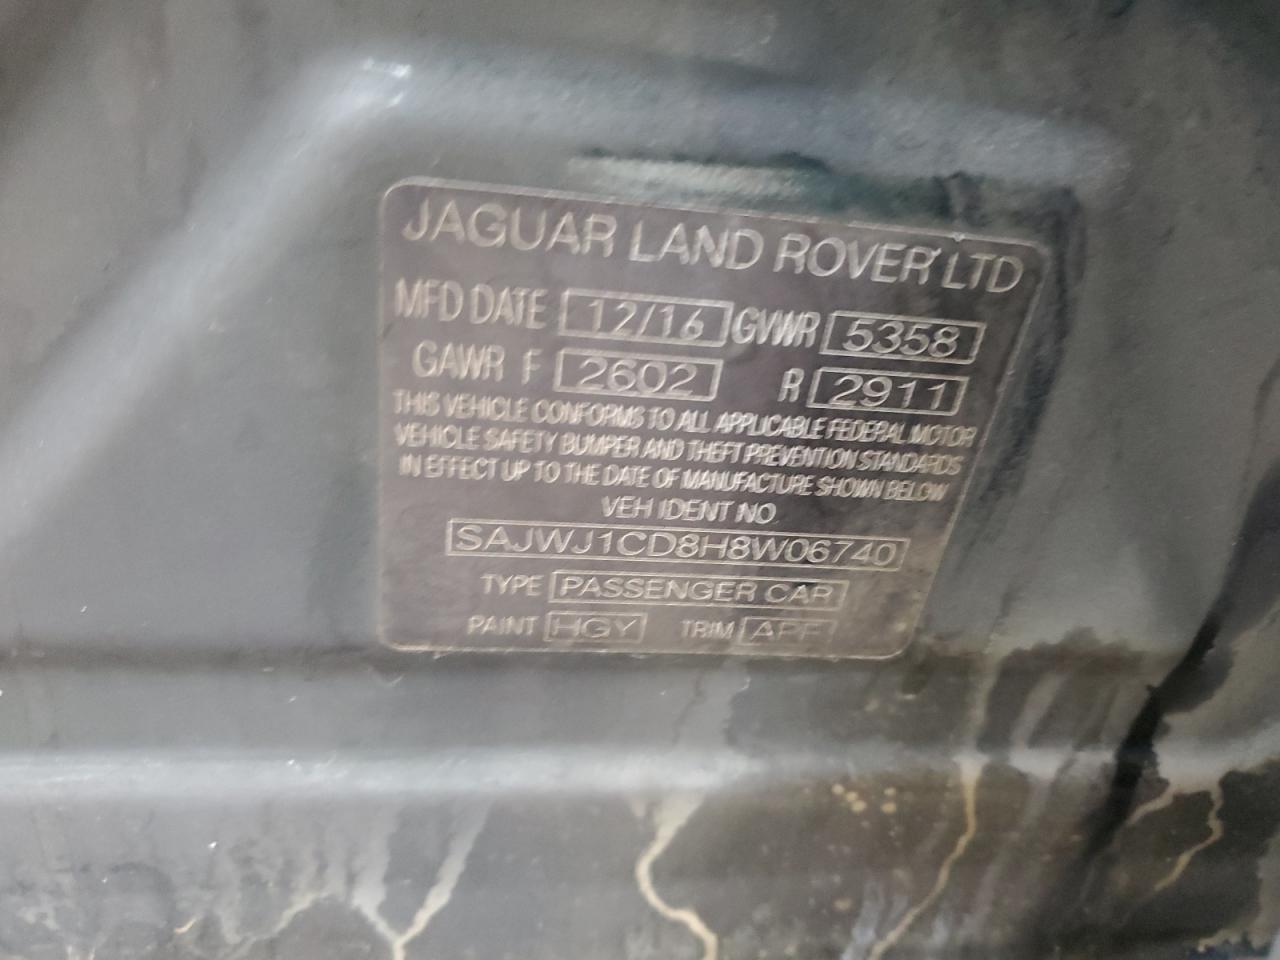 JAGUAR LAND ROVER LTD
MFD DATE 12/16 GVWR 5358
GAWR F 2602 R 2911
THIS VEHICLE CONFORMS TO ALL APPLICABLE FEDERAL MOTOR
VEHICLE SAFETY BUMPER AND THEFT PREVENTION STANDARDS
IN EFFECT UP TO THE DATE OF MANUFACTURE SHOWN BELOW
VEH IDENT NO
SAJWJ1CD8H8W06740
TYPE PASSENGER CAR
PAINT HGY TRIM